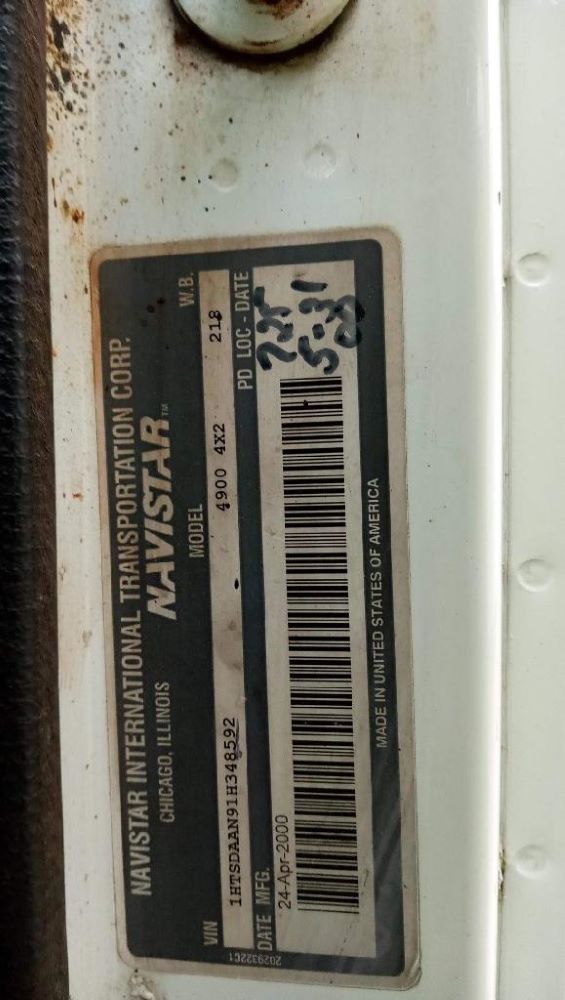 NAVISTAR INTERNATIONAL TRANSPORTATION CORP.
CHICAGO, ILLINOIS NAVISTAR™
VIN MODEL W.B.
1HTSDAAN91H348592 4900 4X2 218
DATE MFG. PD LOC - DATE
24-Apr-2000
MADE IN UNITED STATES OF AMERICA
2029322C1